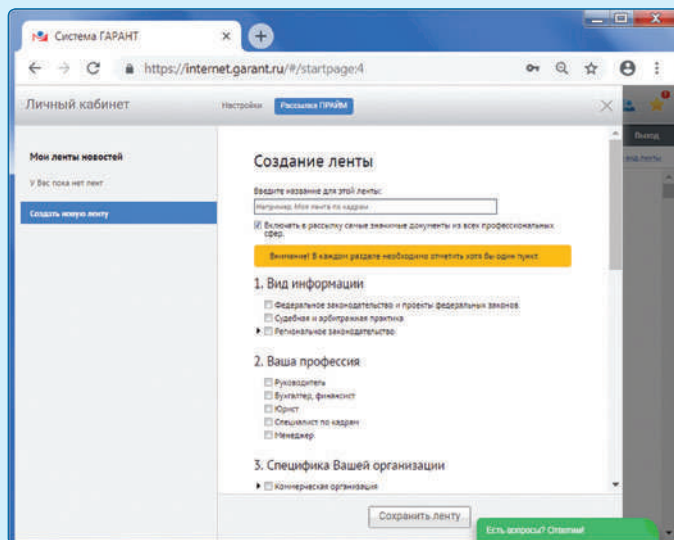 Система ГАРАНТ
https://internet.garant.ru/#/startpage:4
Личный кабинет
Настройки
Рассылка ПРАЙМ
Выход
вид ленты
Мои ленты новостей
У Вас пока нет лент
Создать новую ленту
Создание ленты
Введите название для этой ленты:
Например, Моя лента по кадрам
Включать в рассылку самые значимые документы из всех профессиональных
сфер.
Внимание! В каждом разделе необходимо отметить хотя бы один пункт
1. Вид информации
Федеральное законодательство и проекты федеральных законов
Судебная и арбитражная практика
Региональное законодательство
2. Ваша профессия
Руководитель
Бухгалтер, финансист
Юрист
Специалист по кадрам
Менеджер
3. Специфика Вашей организации
Коммерческая организация
Сохранить ленту
Есть вопросы? Ответим!